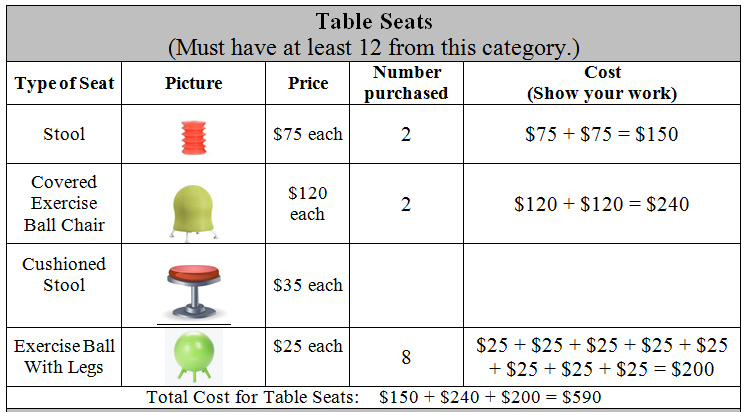 Table Seats
(Must have at least 12 from this category.)
Type of Seat Picture Price Number purchased Cost (Show your work)
Stool $75 each 2 $75 + $75 = $150
Covered Exercise Ball Chair $120 each 2 $120 + $120 = $240
Cushioned Stool $35 each
Exercise Ball With Legs $25 each 8 $25 + $25 + $25 + $25 + $25 + $25 + $25 + $25 = $200
Total Cost for Table Seats: $150 + $240 + $200 = $590